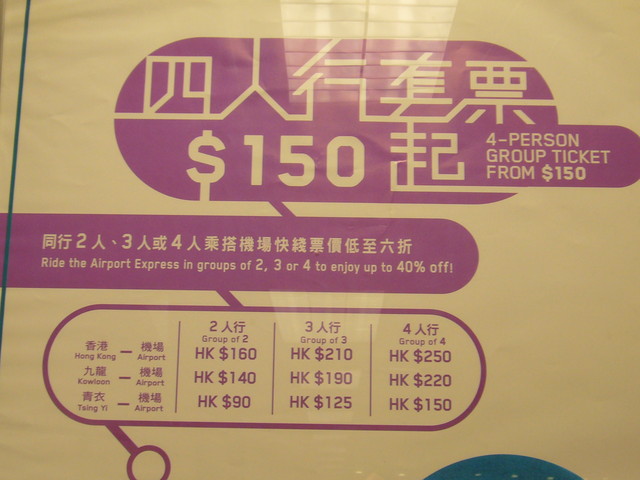 四人行套票
$150起
4-PERSON
GROUP TICKET
FROM $150
同行2人、3人或4人乘搭機場快綫票價低至六折
Ride the Airport Express in groups of 2, 3 or 4 to enjoy up to 40% off!
2人行 3人行 4人行
Group of 2 Group of 3 Group of 4
香港 — 機場 HK $160 HK $210 HK $250
Hong Kong Airport
九龍 — 機場 HK $140 HK $190 HK $220
Kowloon Airport
青衣 — 機場 HK $90 HK $125 HK $150
Tsing Yi Airport